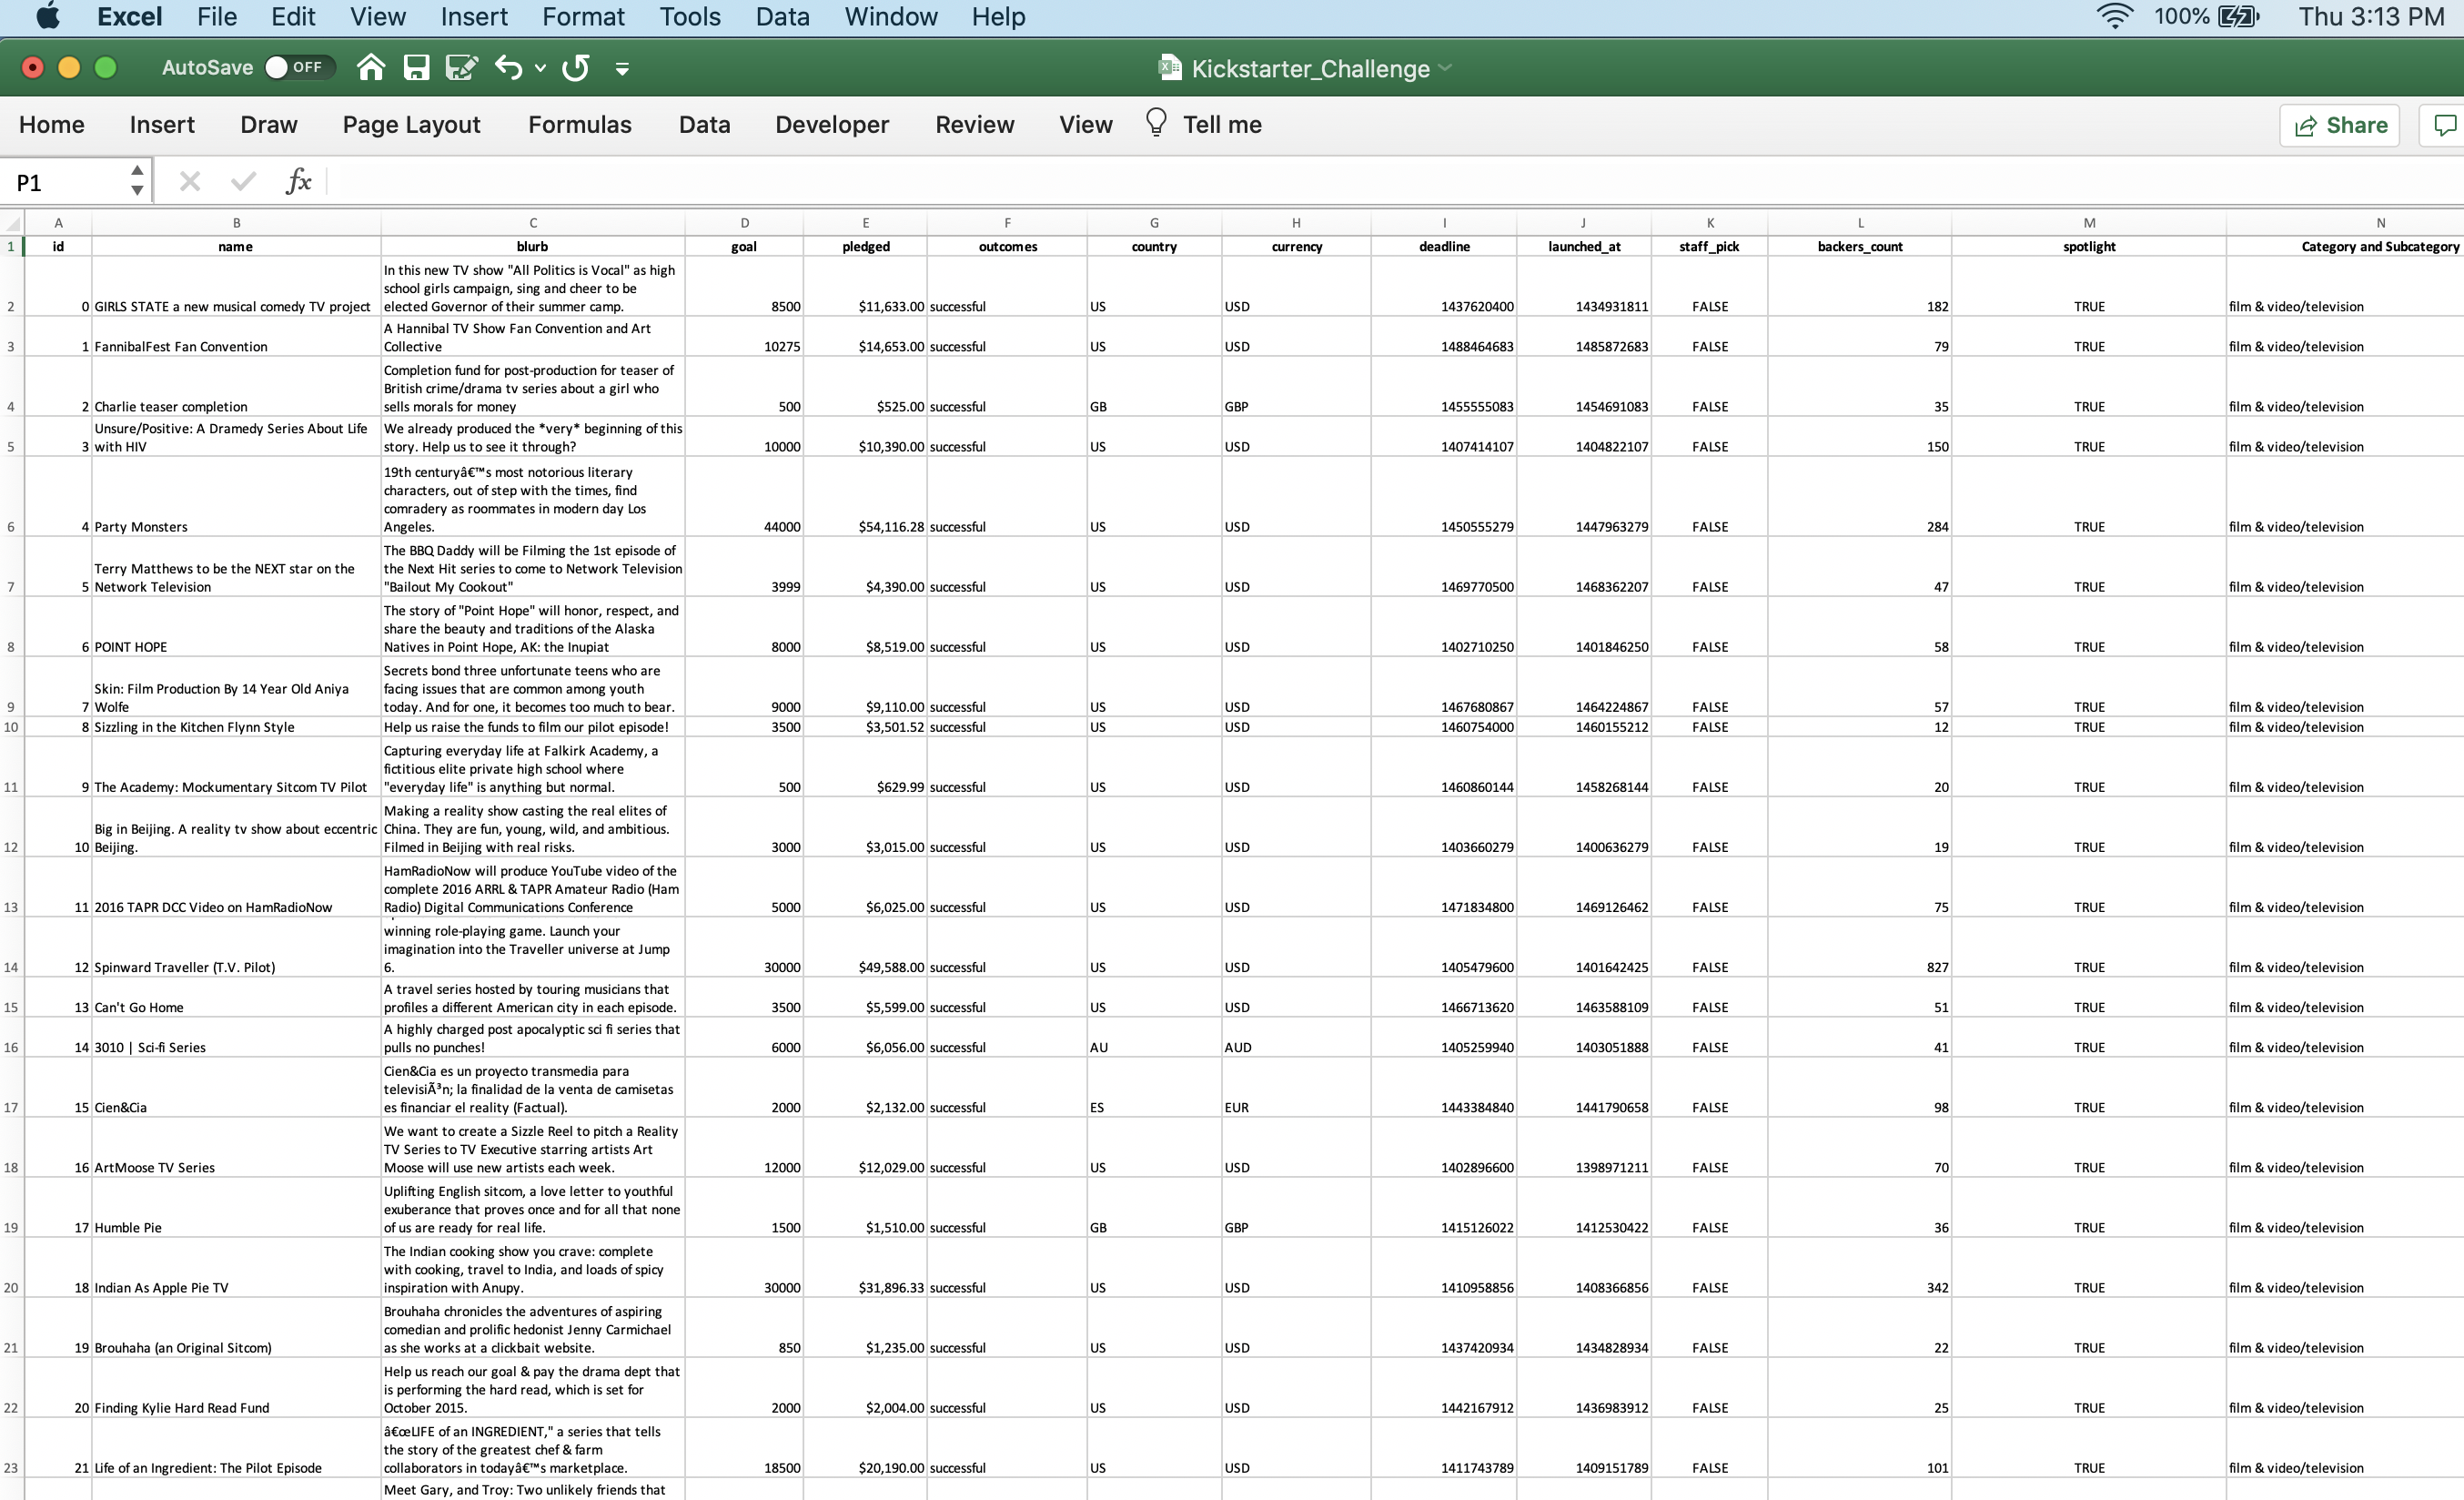 Excel File Edit View Insert Format Tools Data Window Help 100% Thu 3:13 PM
AutoSave OFF Kickstarter_Challenge
Home Insert Draw Page Layout Formulas Data Developer Review View Tell me Share
P1 fx
A B C D E F G H I J K L M N
1 id name blurb goal pledged outcomes country currency deadline launched_at staff_pick backers_count spotlight Category and Subcategory
In this new TV show "All Politics is Vocal" as high
school girls campaign, sing and cheer to be
2 0 GIRLS STATE a new musical comedy TV project elected Governor of their summer camp. 8500 $11,633.00 successful US USD 1437620400 1434931811 FALSE 182 TRUE film & video/television
A Hannibal TV Show Fan Convention and Art
3 1 FannibalFest Fan Convention Collective 10275 $14,653.00 successful US USD 1488464683 1485872683 FALSE 79 TRUE film & video/television
Completion fund for post-production for teaser of
British crime/drama tv series about a girl who
4 2 Charlie teaser completion sells morals for money 500 $525.00 successful GB GBP 1455555083 1454691083 FALSE 35 TRUE film & video/television
Unsure/Positive: A Dramedy Series About Life We already produced the *very* beginning of this
5 3 with HIV story. Help us to see it through? 10000 $10,390.00 successful US USD 1407414107 1404822107 FALSE 150 TRUE film & video/television
19th centuryâ€™s most notorious literary
characters, out of step with the times, find
comradery as roommates in modern day Los
6 4 Party Monsters Angeles. 44000 $54,116.28 successful US USD 1450555279 1447963279 FALSE 284 TRUE film & video/television
The BBQ Daddy will be Filming the 1st episode of
Terry Matthews to be the NEXT star on the the Next Hit series to come to Network Television
7 5 Network Television "Bailout My Cookout" 3999 $4,390.00 successful US USD 1469770500 1468362207 FALSE 47 TRUE film & video/television
The story of "Point Hope" will honor, respect, and
share the beauty and traditions of the Alaska
8 6 POINT HOPE Natives in Point Hope, AK: the Inupiat 8000 $8,519.00 successful US USD 1402710250 1401846250 FALSE 58 TRUE film & video/television
Secrets bond three unfortunate teens who are
Skin: Film Production By 14 Year Old Aniya facing issues that are common among youth
9 7 Wolfe today. And for one, it becomes too much to bear. 9000 $9,110.00 successful US USD 1467680867 1464224867 FALSE 57 TRUE film & video/television
10 8 Sizzling in the Kitchen Flynn Style Help us raise the funds to film our pilot episode! 3500 $3,501.52 successful US USD 1460754000 1460155212 FALSE 12 TRUE film & video/television
Capturing everyday life at Falkirk Academy, a
fictitious elite private high school where
11 9 The Academy: Mockumentary Sitcom TV Pilot "everyday life" is anything but normal. 500 $629.99 successful US USD 1460860144 1458268144 FALSE 20 TRUE film & video/television
Making a reality show casting the real elites of
Big in Beijing. A reality tv show about eccentric China. They are fun, young, wild, and ambitious.
12 10 Beijing. Filmed in Beijing with real risks. 3000 $3,015.00 successful US USD 1403660279 1400636279 FALSE 19 TRUE film & video/television
HamRadioNow will produce YouTube video of the
complete 2016 ARRL & TAPR Amateur Radio (Ham
13 11 2016 TAPR DCC Video on HamRadioNow Radio) Digital Communications Conference 5000 $6,025.00 successful US USD 1471834800 1469126462 FALSE 75 TRUE film & video/television
winning role-playing game. Launch your
imagination into the Traveller universe at Jump
14 12 Spinward Traveller (T.V. Pilot) 6. 30000 $49,588.00 successful US USD 1405479600 1401642425 FALSE 827 TRUE film & video/television
A travel series hosted by touring musicians that
15 13 Can't Go Home profiles a different American city in each episode. 3500 $5,599.00 successful US USD 1466713620 1463588109 FALSE 51 TRUE film & video/television
A highly charged post apocalyptic sci fi series that
16 14 3010 | Sci-fi Series pulls no punches! 6000 $6,056.00 successful AU AUD 1405259940 1403051888 FALSE 41 TRUE film & video/television
Cien&Cia es un proyecto transmedia para
televisiÃ³n; la finalidad de la venta de camisetas
17 15 Cien&Cia es financiar el reality (Factual). 2000 $2,132.00 successful ES EUR 1443384840 1441790658 FALSE 98 TRUE film & video/television
We want to create a Sizzle Reel to pitch a Reality
TV Series to TV Executive starring artists Art
18 16 ArtMoose TV Series Moose will use new artists each week. 12000 $12,029.00 successful US USD 1402896600 1398971211 FALSE 70 TRUE film & video/television
Uplifting English sitcom, a love letter to youthful
exuberance that proves once and for all that none
19 17 Humble Pie of us are ready for real life. 1500 $1,510.00 successful GB GBP 1415126022 1412530422 FALSE 36 TRUE film & video/television
The Indian cooking show you crave: complete
with cooking, travel to India, and loads of spicy
20 18 Indian As Apple Pie TV inspiration with Anupy. 30000 $31,896.33 successful US USD 1410958856 1408366856 FALSE 342 TRUE film & video/television
Brouhaha chronicles the adventures of aspiring
comedian and prolific hedonist Jenny Carmichael
21 19 Brouhaha (an Original Sitcom) as she works at a clickbait website. 850 $1,235.00 successful US USD 1437420934 1434828934 FALSE 22 TRUE film & video/television
Help us reach our goal & pay the drama dept that
is performing the hard read, which is set for
22 20 Finding Kylie Hard Read Fund October 2015. 2000 $2,004.00 successful US USD 1442167912 1436983912 FALSE 25 TRUE film & video/television
â€œLIFE of an INGREDIENT," a series that tells
the story of the greatest chef & farm
23 21 Life of an Ingredient: The Pilot Episode collaborators in todayâ€™s marketplace. 18500 $20,190.00 successful US USD 1411743789 1409151789 FALSE 101 TRUE film & video/television
Meet Gary, and Troy: Two unlikely friends that